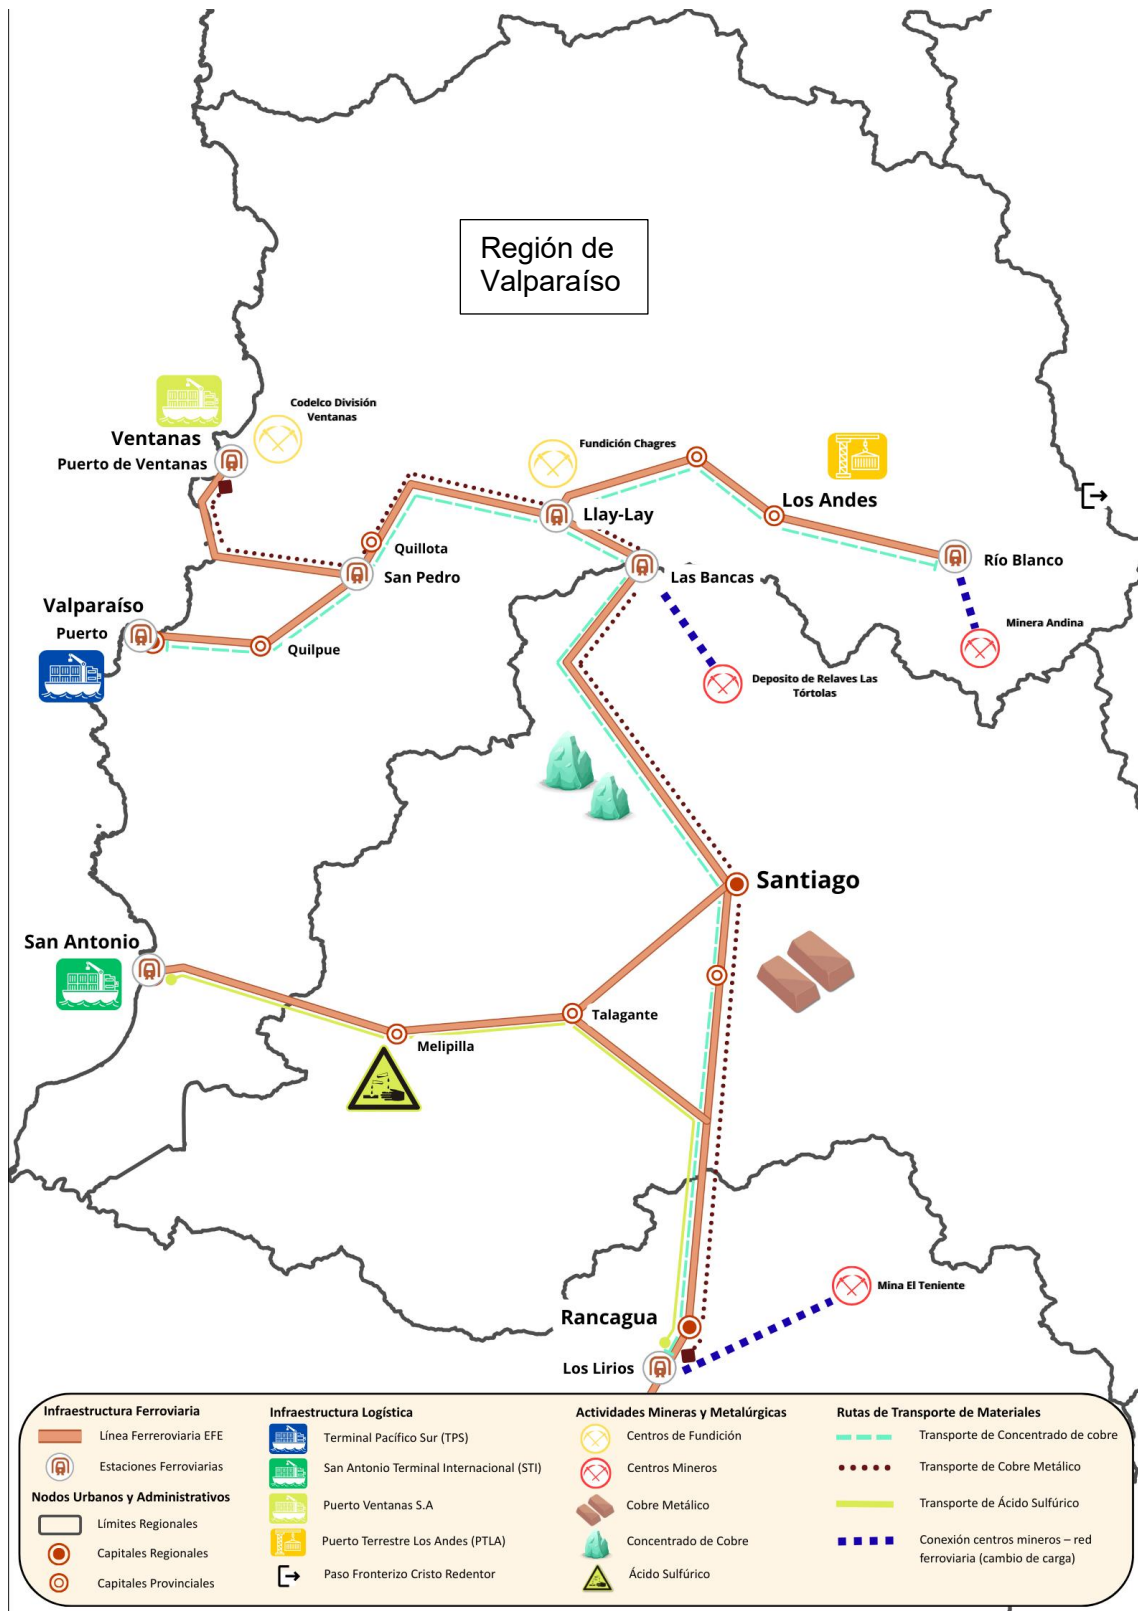 Región de
Valparaíso
Codelco División
Ventanas
Ventanas
Puerto de Ventanas
Fundición Chagres
Los Andes
Llay-Lay
Quillota
San Pedro
Las Bancas
Río Blanco
Valparaíso
Puerto
Quilpue
Minera Andina
Deposito de Relaves Las
Tórtolas
Santiago
San Antonio
Talagante
Melipilla
Mina El Teniente
Rancagua
Los Lirios
Infraestructura Ferroviaria
Línea Ferreroviaria EFE
Estaciones Ferroviarias
Nodos Urbanos y Administrativos
Límites Regionales
Capitales Regionales
Capitales Provinciales
Infraestructura Logística
Terminal Pacífico Sur (TPS)
San Antonio Terminal Internacional (STI)
Puerto Ventanas S.A
Puerto Terrestre Los Andes (PTLA)
Paso Fronterizo Cristo Redentor
Actividades Mineras y Metalúrgicas
Centros de Fundición
Centros Mineros
Cobre Metálico
Concentrado de Cobre
Ácido Sulfúrico
Rutas de Transporte de Materiales
Transporte de Concentrado de cobre
Transporte de Cobre Metálico
Transporte de Ácido Sulfúrico
Conexión centros mineros – red
ferroviaria (cambio de carga)